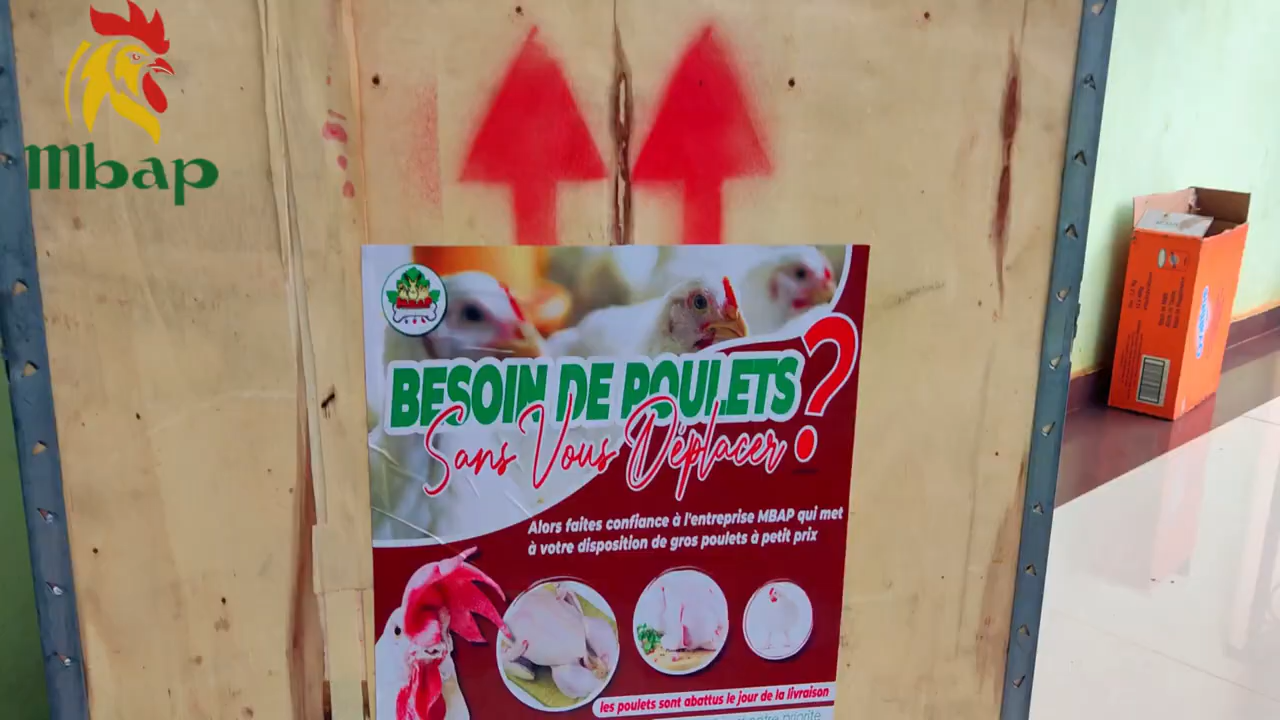 Mbap
MBAP
BESOIN DE POULETS
Sans Vous Déplacer ?
Alors faites confiance à l'entreprise MBAP qui met
à votre disposition de gros poulets à petit prix
les poulets sont abattus le jour de la livraison